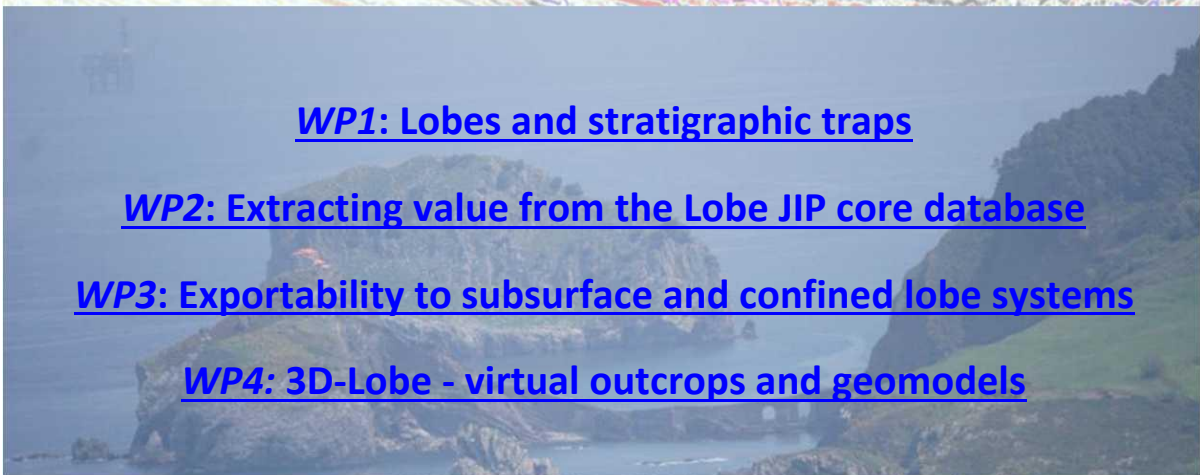 WP1: Lobes and stratigraphic traps
WP2: Extracting value from the Lobe JIP core database
WP3: Exportability to subsurface and confined lobe systems
WP4: 3D-Lobe - virtual outcrops and geomodels